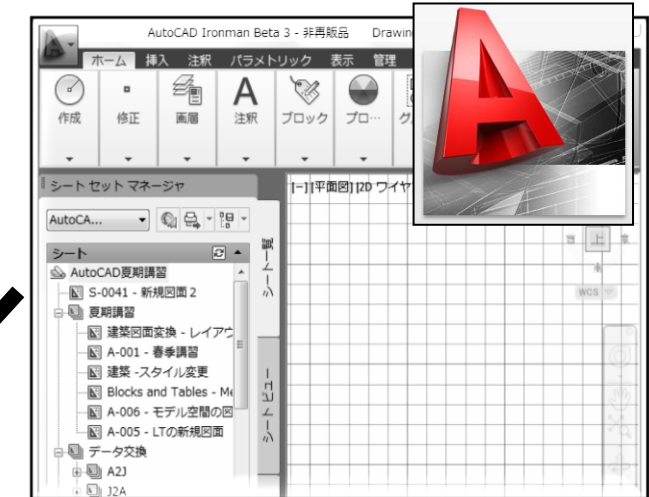 AutoCAD Ironman Beta 3 - 非再販品 Drawin
ホーム 挿入 注釈 パラメトリック 表示 管理
A
作成 修正 画層 注釈 ブロック プロ… グ
シート セット マネージャ
[-][平面図][2D ワイヤ
AutoCA...
シート
シート一覧
シートビュー
AutoCAD夏期講習
S-0041 - 新規図面 2
夏期講習
建築図面変換 - レイアウ
A-001 - 春季講習
建築 -スタイル変更
Blocks and Tables - Me
A-006 - モデル空間の図
A-005 - LTの新規図面
データ交換
A2J
J2A
西 上 東
南
WCS